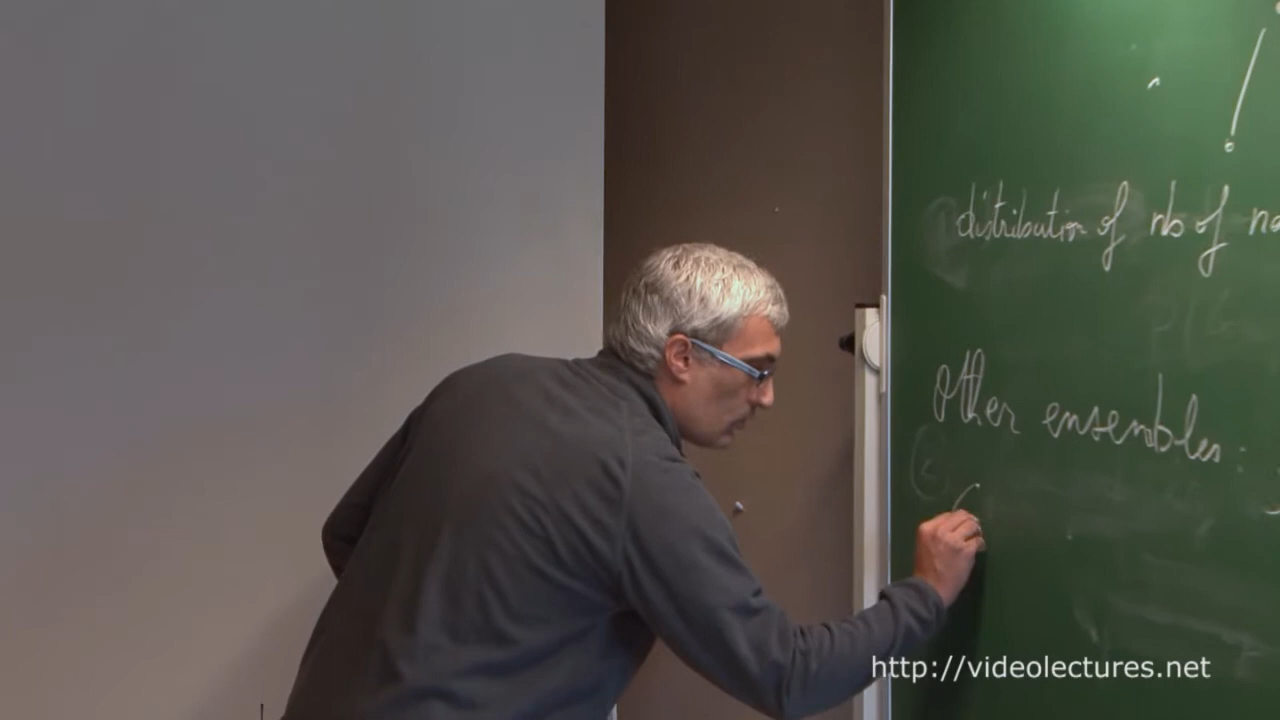 distribution of nb of
Other ensembles:
http://videolectures.net